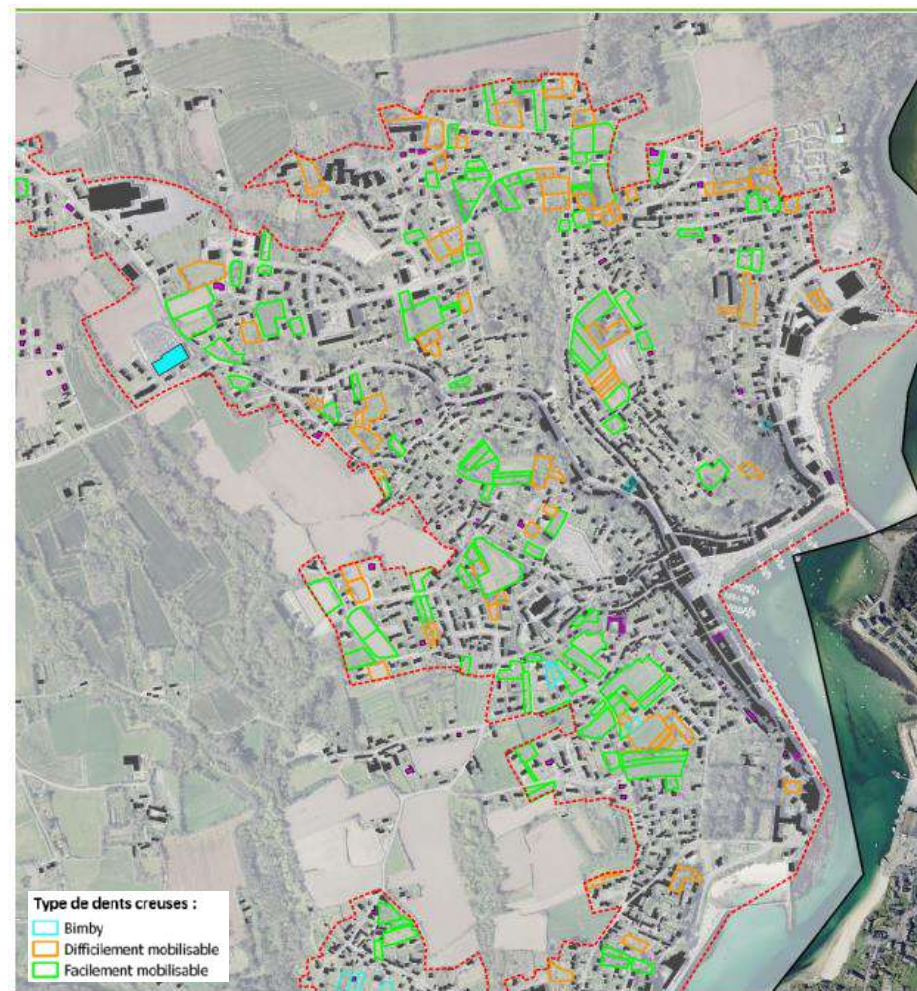 Type de dents creuses :
Bimby
Difficilement mobilisable
Facilement mobilisable